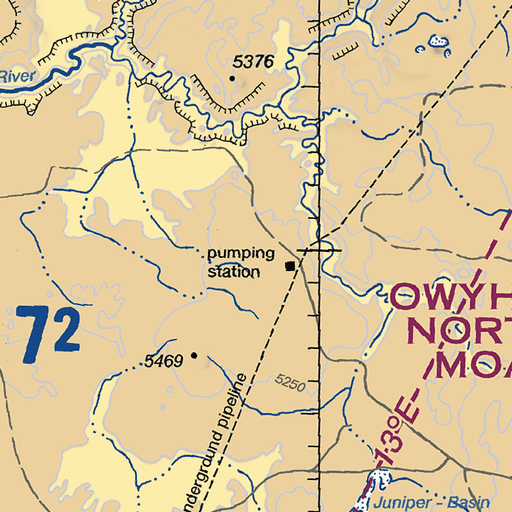 5376
River
pumping
station
OWYH
NORT
MOA
72
5469
5250
underground pipeline
13°E
Juniper - Basin